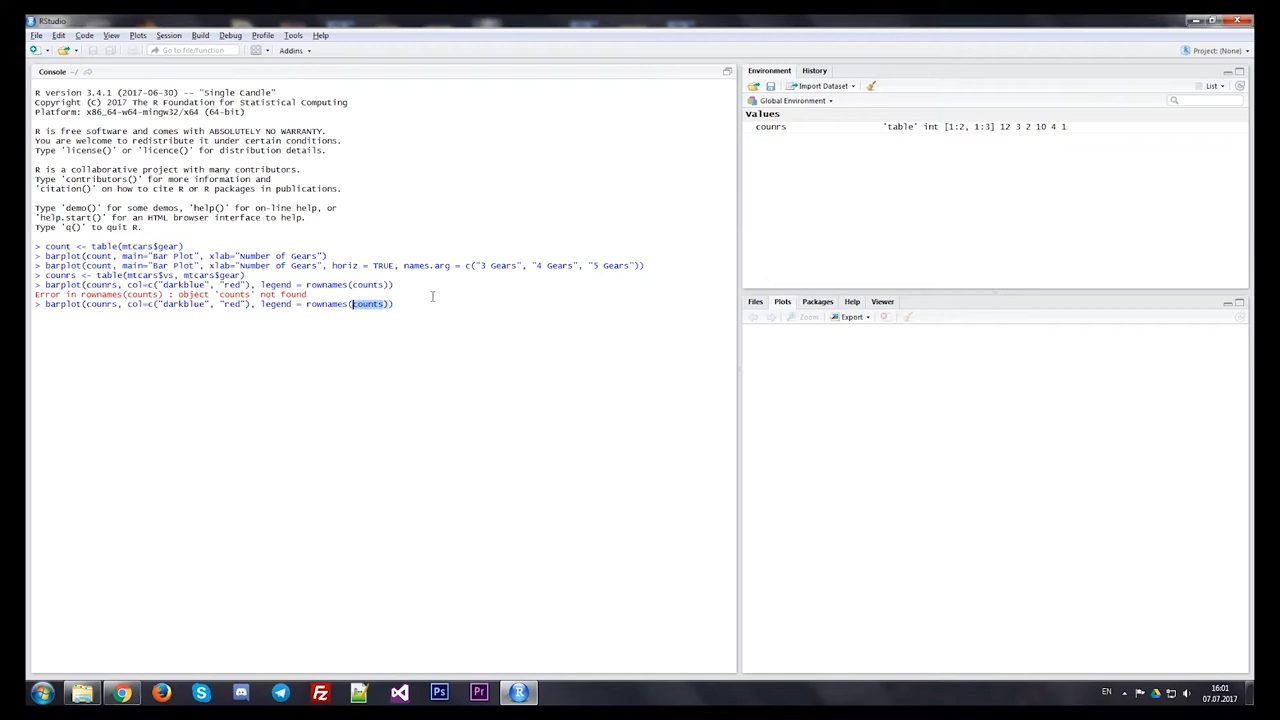 RStudio
File Edit Code View Plots Session Build Debug Profile Tools Help
Go to file/function
Addins
Project: (None)
Console ~/
R version 3.4.1 (2017-06-30) -- "Single Candle"
Copyright (C) 2017 The R Foundation for Statistical Computing
Platform: x86_64-w64-mingw32/x64 (64-bit)
R is free software and comes with ABSOLUTELY NO WARRANTY.
You are welcome to redistribute it under certain conditions.
Type 'license()' or 'licence()' for distribution details.
R is a collaborative project with many contributors.
Type 'contributors()' for more information and
'citation()' on how to cite R or R packages in publications.
Type 'demo()' for some demos, 'help()' for on-line help, or
'help.start()' for an HTML browser interface to help.
Type 'q()' to quit R.
> count <- table(mtcars$gear)
> barplot(count, main="Bar Plot", xlab="Number of Gears")
> barplot(count, main="Bar Plot", xlab="Number of Gears", horiz = TRUE, names.arg = c("3 Gears", "4 Gears", "5 Gears"))
> counrs <- table(mtcars$vs, mtcars$gear)
> barplot(counrs, col=c("darkblue", "red"), legend = rownames(counts))
Error in rownames(counts) : object 'counts' not found
> barplot(counrs, col=c("darkblue", "red"), legend = rownames(counts))
Environment History
Import Dataset
List
Global Environment
Values
counrs 'table' int [1:2, 1:3] 12 3 2 10 4 1
Files Plots Packages Help Viewer
Zoom Export
EN
16:01
07.07.2017